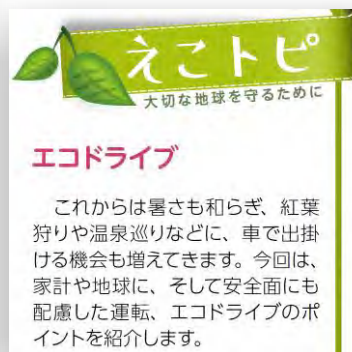 えこトピ
大切な地球を守るために
エコドライブ
これからは暑さも和らぎ、紅葉
狩りや温泉巡りなどに、車で出掛
ける機会も増えてきます。今回は、
家計や地球に、そして安全面にも
配慮した運転、エコドライブのポ
イントを紹介します。